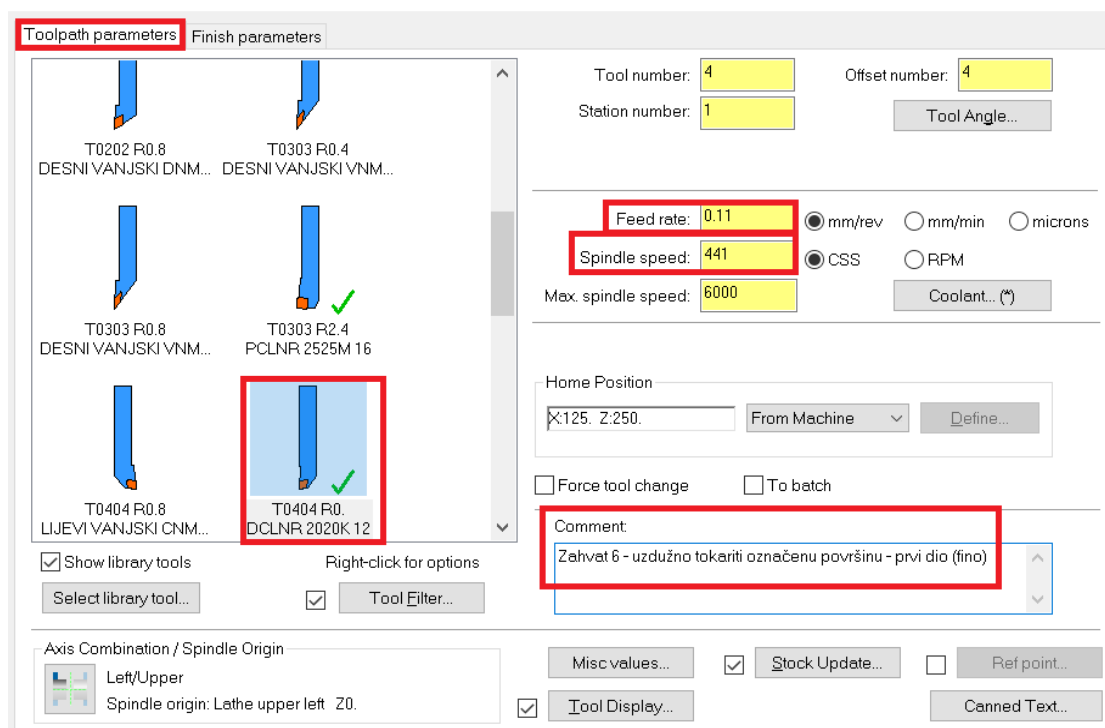 Toolpath parameters
Finish parameters
T0202 R0.8
DESNI VANJSKI DNM...
T0303 R0.4
DESNI VANJSKI VNM...
T0303 R0.8
DESNI VANJSKI VNM...
T0303 R2.4
PCLNR 2525M 16
T0404 R0.8
LIJEVI VANJSKI CNM...
T0404 R0.
DCLNR 2020K 12
Show library tools
Right-click for options
Select library tool...
Tool Filter...
Axis Combination / Spindle Origin
Left/Upper
Spindle origin: Lathe upper left Z0.
Tool number: 4
Offset number: 4
Station number: 1
Tool Angle...
Feed rate: 0.11
mm/rev
mm/min
microns
Spindle speed: 441
CSS
RPM
Max. spindle speed: 6000
Coolant... (*)
Home Position
X:125. Z:250.
From Machine
Define...
Force tool change
To batch
Comment:
Zahvat 6 - uzdužno tokariti označenu površinu - prvi dio (fino)
Misc values...
Stock Update...
Ref point...
Tool Display...
Canned Text...